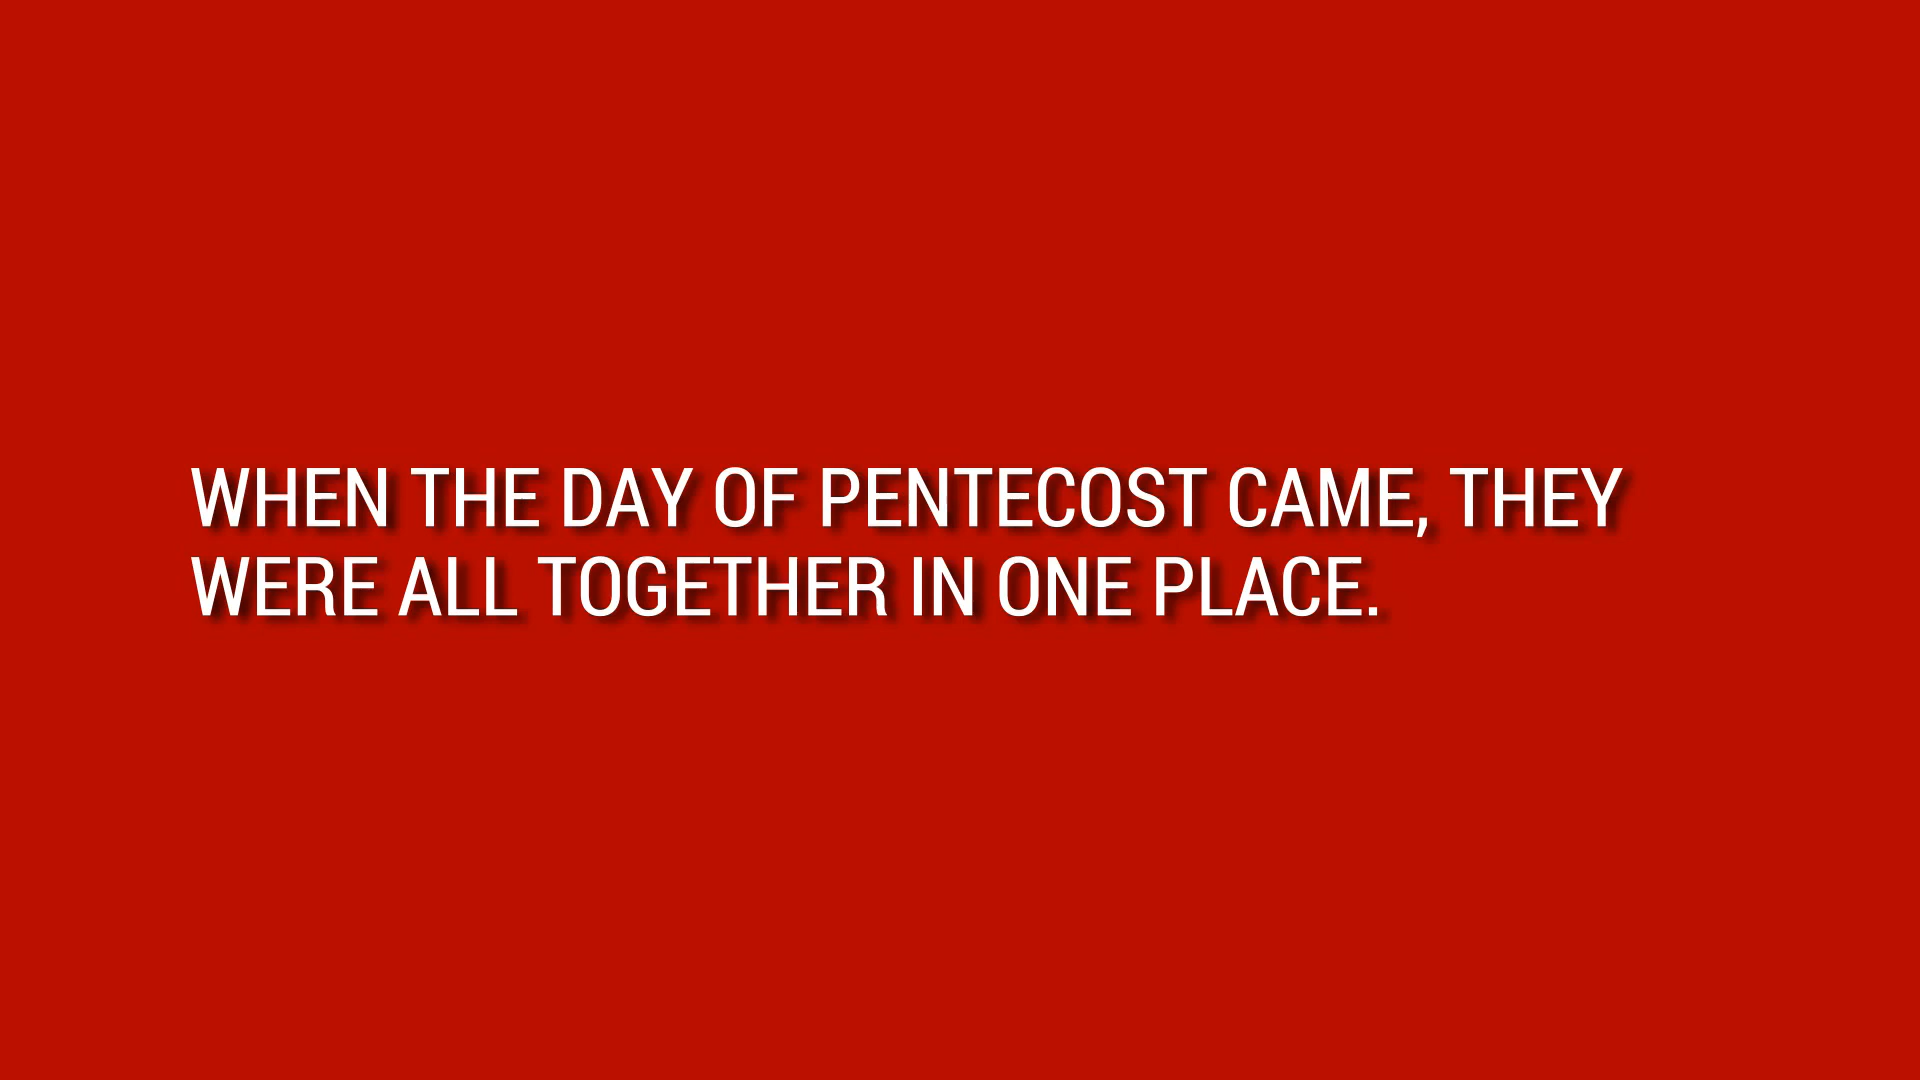 WHEN THE DAY OF PENTECOST CAME, THEY
WERE ALL TOGETHER IN ONE PLACE.